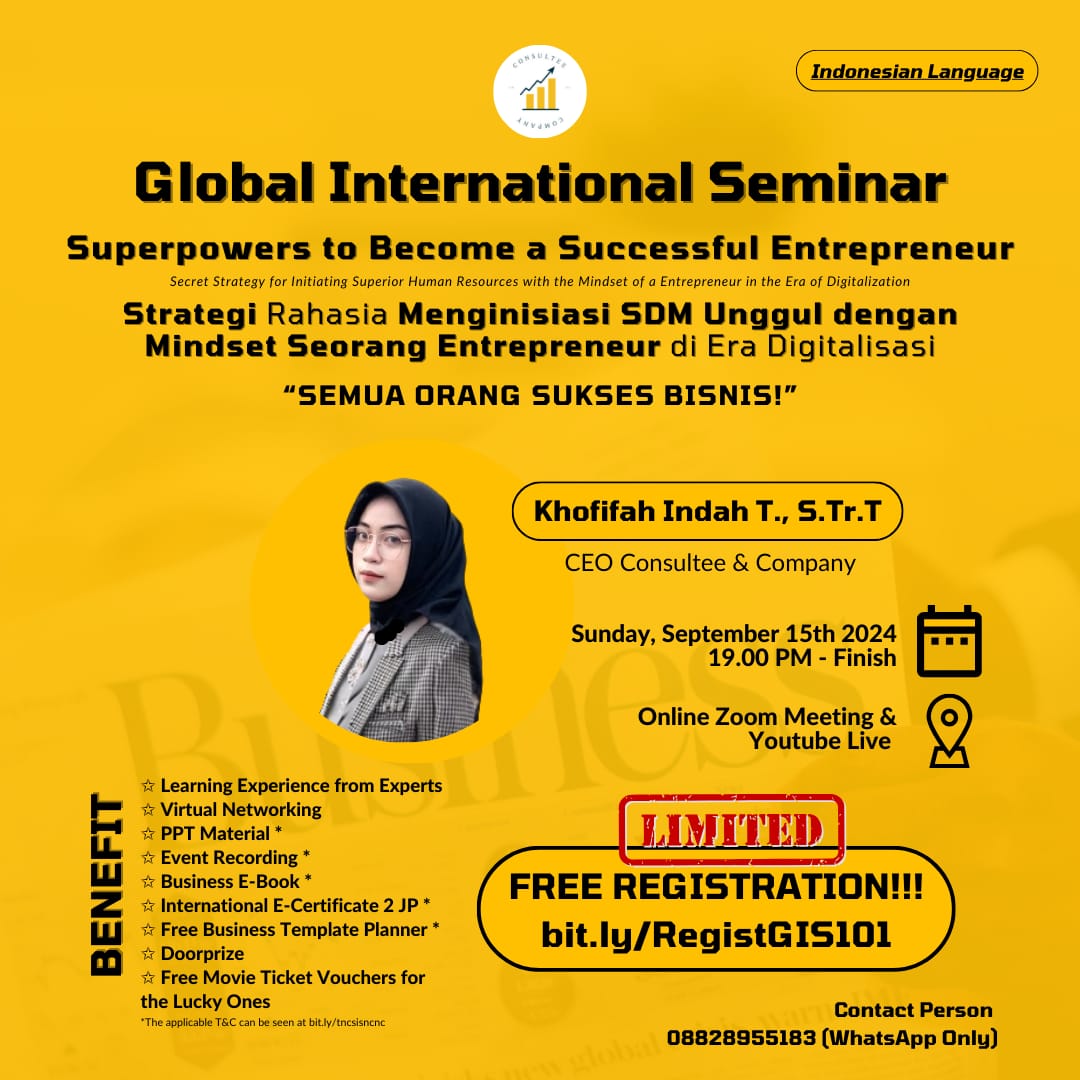 CONSULTEE
COMPANY
Indonesian Language
Global International Seminar
Superpowers to Become a Successful Entrepreneur
Secret Strategy for Initiating Superior Human Resources with the Mindset of a Entrepreneur in the Era of Digitalization
Strategi Rahasia Menginisiasi SDM Unggul dengan
Mindset Seorang Entrepreneur di Era Digitalisasi
“SEMUA ORANG SUKSES BISNIS!”
Khofifah Indah T., S.Tr.T
CEO Consultee & Company
Sunday, September 15th 2024
19.00 PM - Finish
Online Zoom Meeting &
Youtube Live
Business
BENEFIT
☆ Learning Experience from Experts
☆ Virtual Networking
☆ PPT Material *
☆ Event Recording *
☆ Business E-Book *
☆ International E-Certificate 2 JP *
☆ Free Business Template Planner *
☆ Doorprize
☆ Free Movie Ticket Vouchers for
the Lucky Ones
*The applicable T&C can be seen at bit.ly/tncsisncnc
LIMITED
FREE REGISTRATION!!!
bit.ly/RegistGIS101
Contact Person
08828955183 (WhatsApp Only)